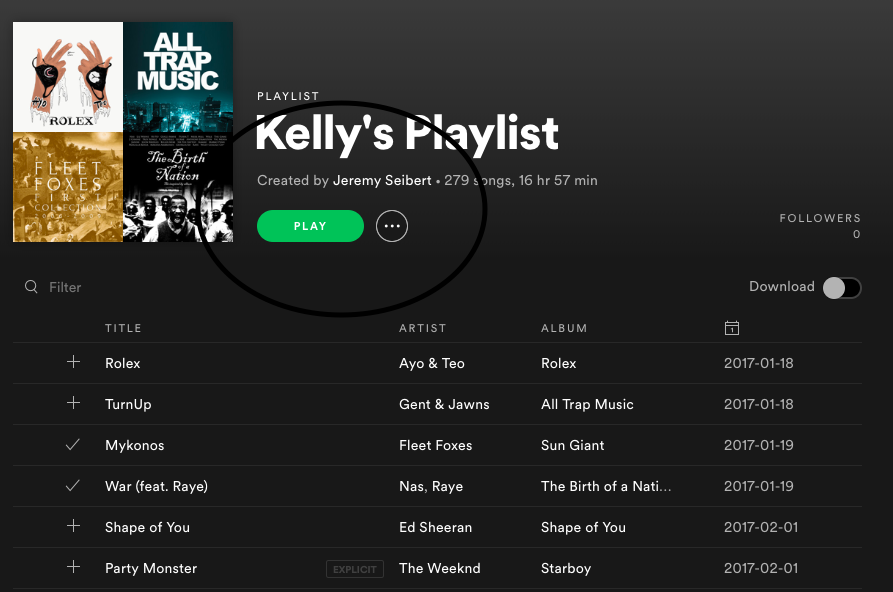 ALL
TRAP
MUSIC
ROLEX
FLEET
FOXES
FIRST
COLLECTION
The Birth
of a
Nation
PLAYLIST
Kelly's Playlist
Created by Jeremy Seibert • 279 songs, 16 hr 57 min
PLAY
FOLLOWERS
0
Filter
Download
TITLE ARTIST ALBUM
Rolex Ayo & Teo Rolex 2017-01-18
TurnUp Gent & Jawns All Trap Music 2017-01-18
Mykonos Fleet Foxes Sun Giant 2017-01-19
War (feat. Raye) Nas, Raye The Birth of a Nati... 2017-01-19
Shape of You Ed Sheeran Shape of You 2017-02-01
Party Monster EXPLICIT The Weeknd Starboy 2017-02-01